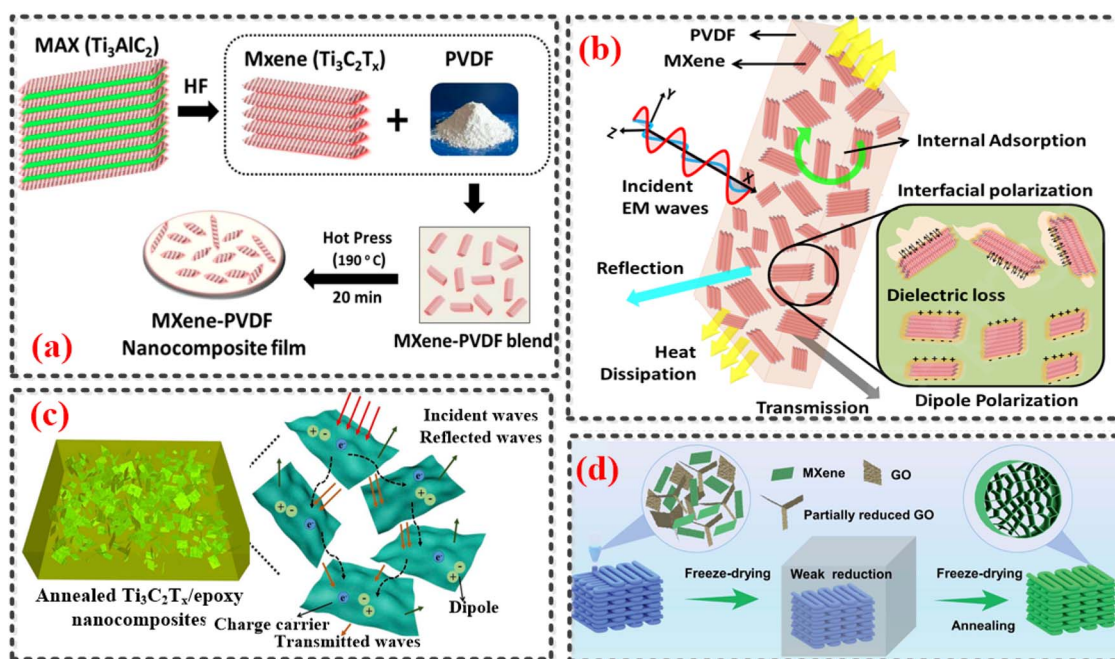 MAX (Ti₃AlC₂)
HF
Mxene (Ti₃C₂Tₓ)
PVDF
+
Hot Press
(190 ° C)
20 min
MXene-PVDF
Nanocomposite film
MXene-PVDF blend
(a)
(b)
PVDF
MXene
Y
Z
X
Incident
EM waves
Internal Adsorption
Interfacial polarization
Reflection
Dielectric loss
Heat
Dissipation
Transmission
Dipole Polarization
(c)
Incident waves
Reflected waves
Annealed Ti₃C₂Tₓ/epoxy
nanocomposites
Charge carrier
Dipole
Transmitted waves
(d)
MXene
GO
Partially reduced GO
Freeze-drying
Weak reduction
Freeze-drying
Annealing